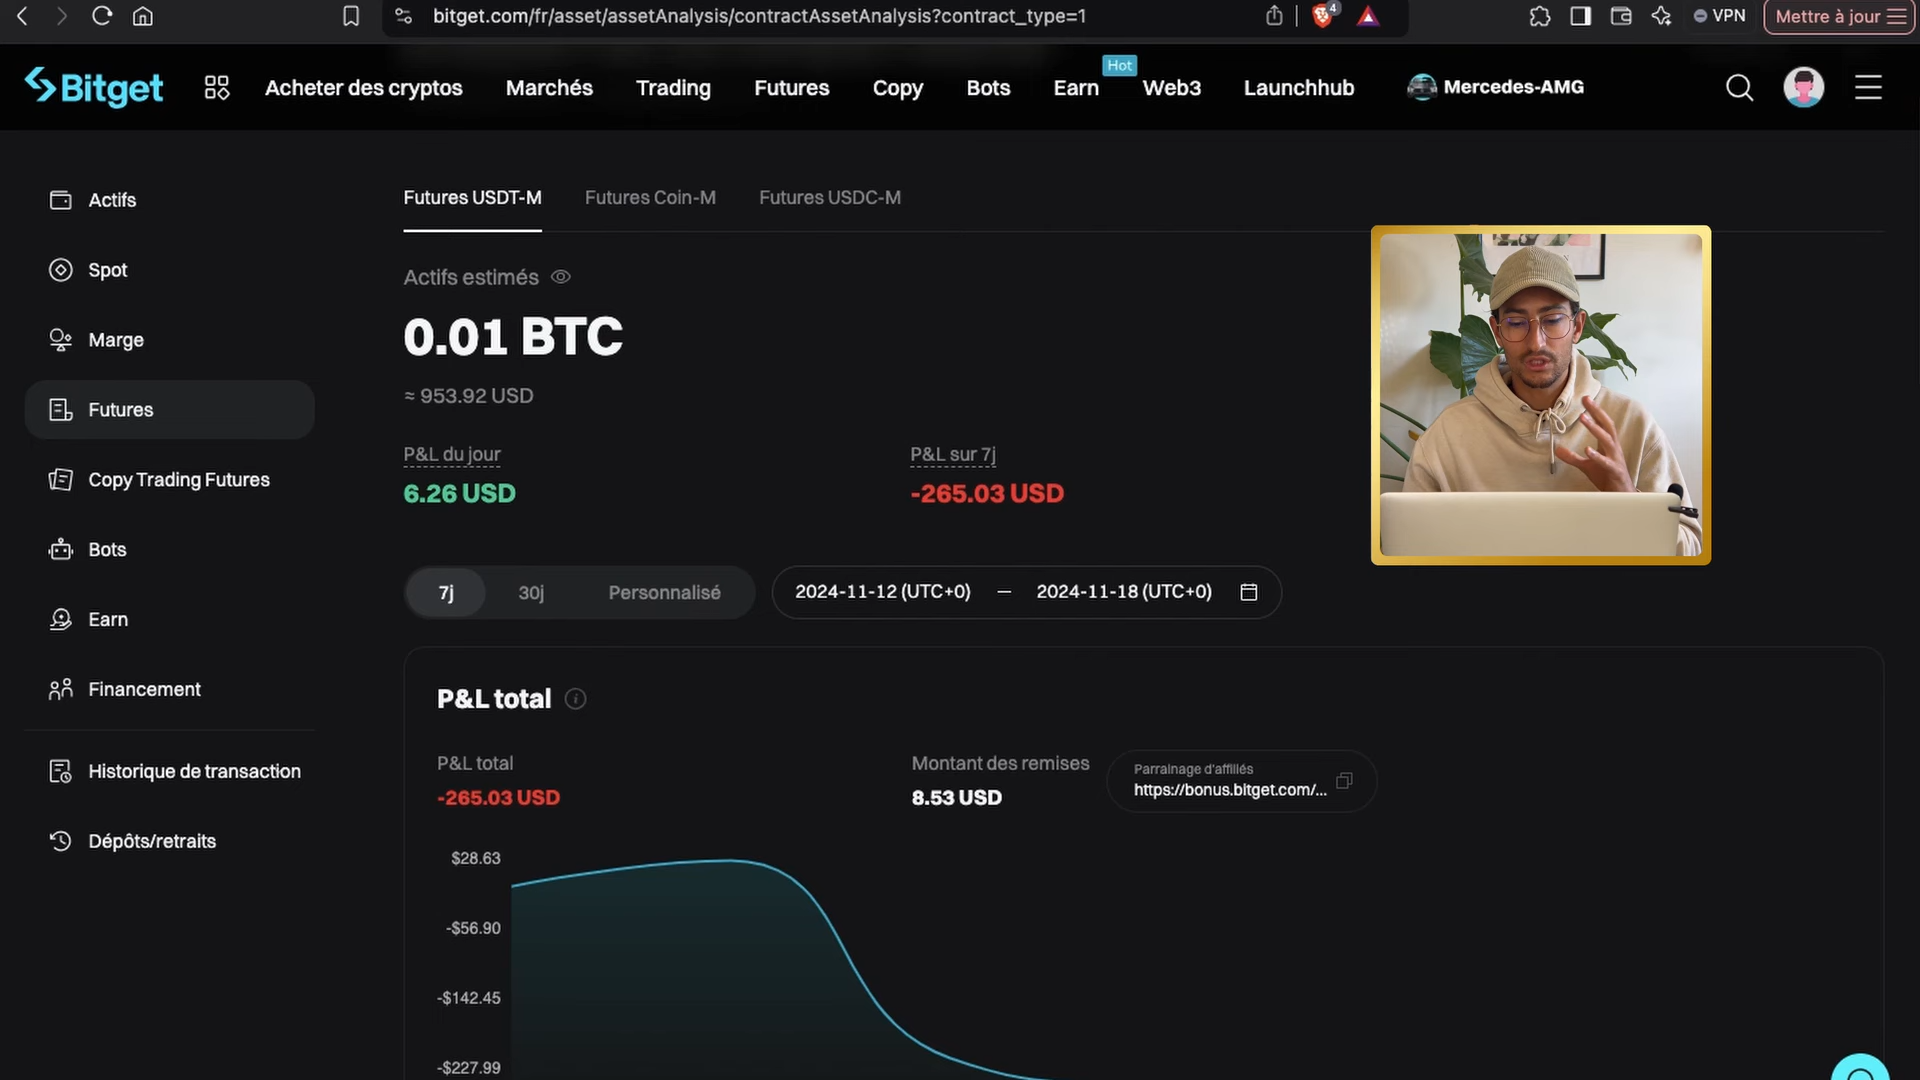 bitget.com/fr/asset/assetAnalysis/contractAssetAnalysis?contract_type=1
4
VPN
Mettre à jour
Bitget
Acheter des cryptos
Marchés
Trading
Futures
Copy
Bots
Earn
Hot
Web3
Launchhub
Mercedes-AMG
Actifs
Spot
Marge
Futures
Copy Trading Futures
Bots
Earn
Financement
Historique de transaction
Dépôts/retraits
Futures USDT-M
Futures Coin-M
Futures USDC-M
Actifs estimés
0.01 BTC
≈ 953.92 USD
P&L du jour
6.26 USD
P&L sur 7j
-265.03 USD
7j
30j
Personnalisé
2024-11-12 (UTC+0) — 2024-11-18 (UTC+0)
P&L total
P&L total
-265.03 USD
Montant des remises
8.53 USD
Parrainage d'affiliés
https://bonus.bitget.com/...
$28.63
-$56.90
-$142.45
-$227.99